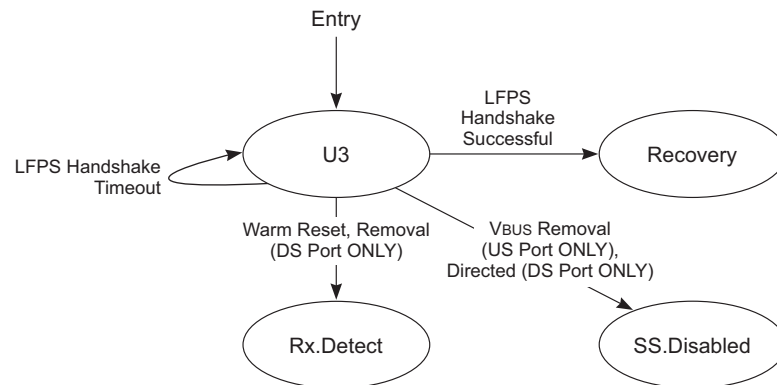 Entry
LFPS
Handshake
Successful
LFPS Handshake
Timeout
U3
Recovery
Warm Reset, Removal
(DS Port ONLY)
VBUS Removal
(US Port ONLY),
Directed (DS Port ONLY)
Rx.Detect
SS.Disabled